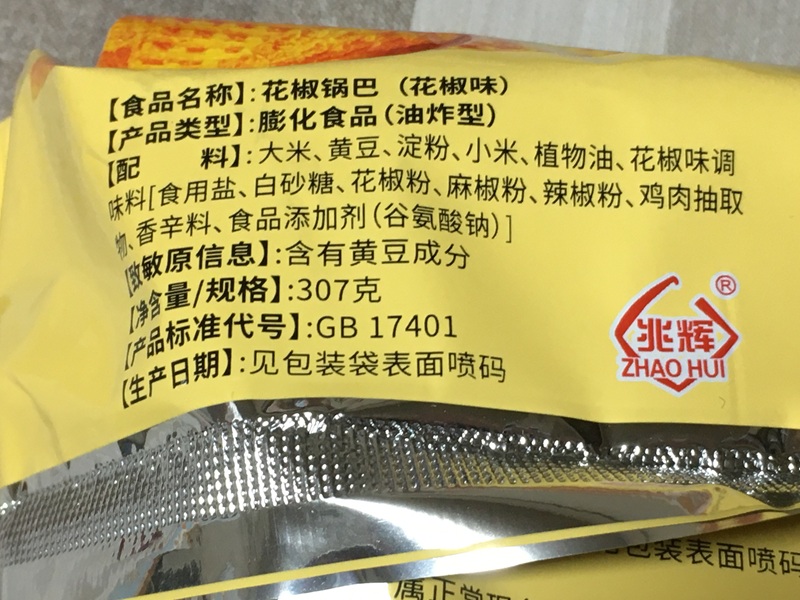 【食品名称】:花椒锅巴（花椒味）
【产品类型】:膨化食品(油炸型)
【配 料】:大米、黄豆、淀粉、小米、植物油、花椒味调
味料[食用盐、白砂糖、花椒粉、麻椒粉、辣椒粉、鸡肉抽取
物、香辛料、食品添加剂(谷氨酸钠)]
【致敏原信息】:含有黄豆成分
【净含量/规格】:307克
【产品标准代号】:GB 17401
【生产日期】:见包装袋表面喷码
兆辉®
ZHAO HUI
包装袋表面喷码
属正常现